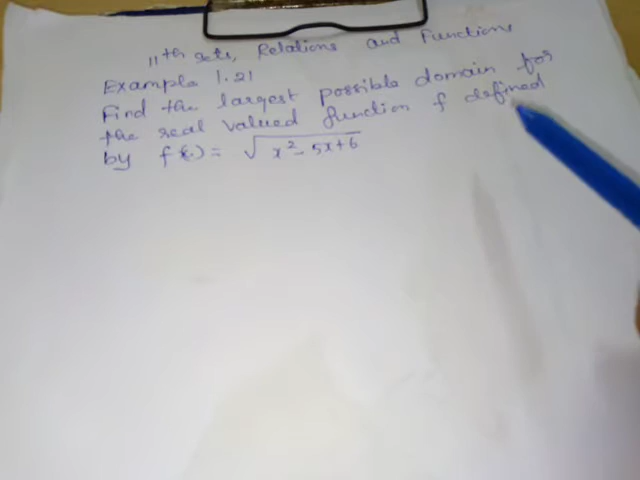 11th sets, Relations and Functions
Example 1.21
Find the largest possible domain for
the real valued function f defined
by f(x) = √x² - 5x + 6